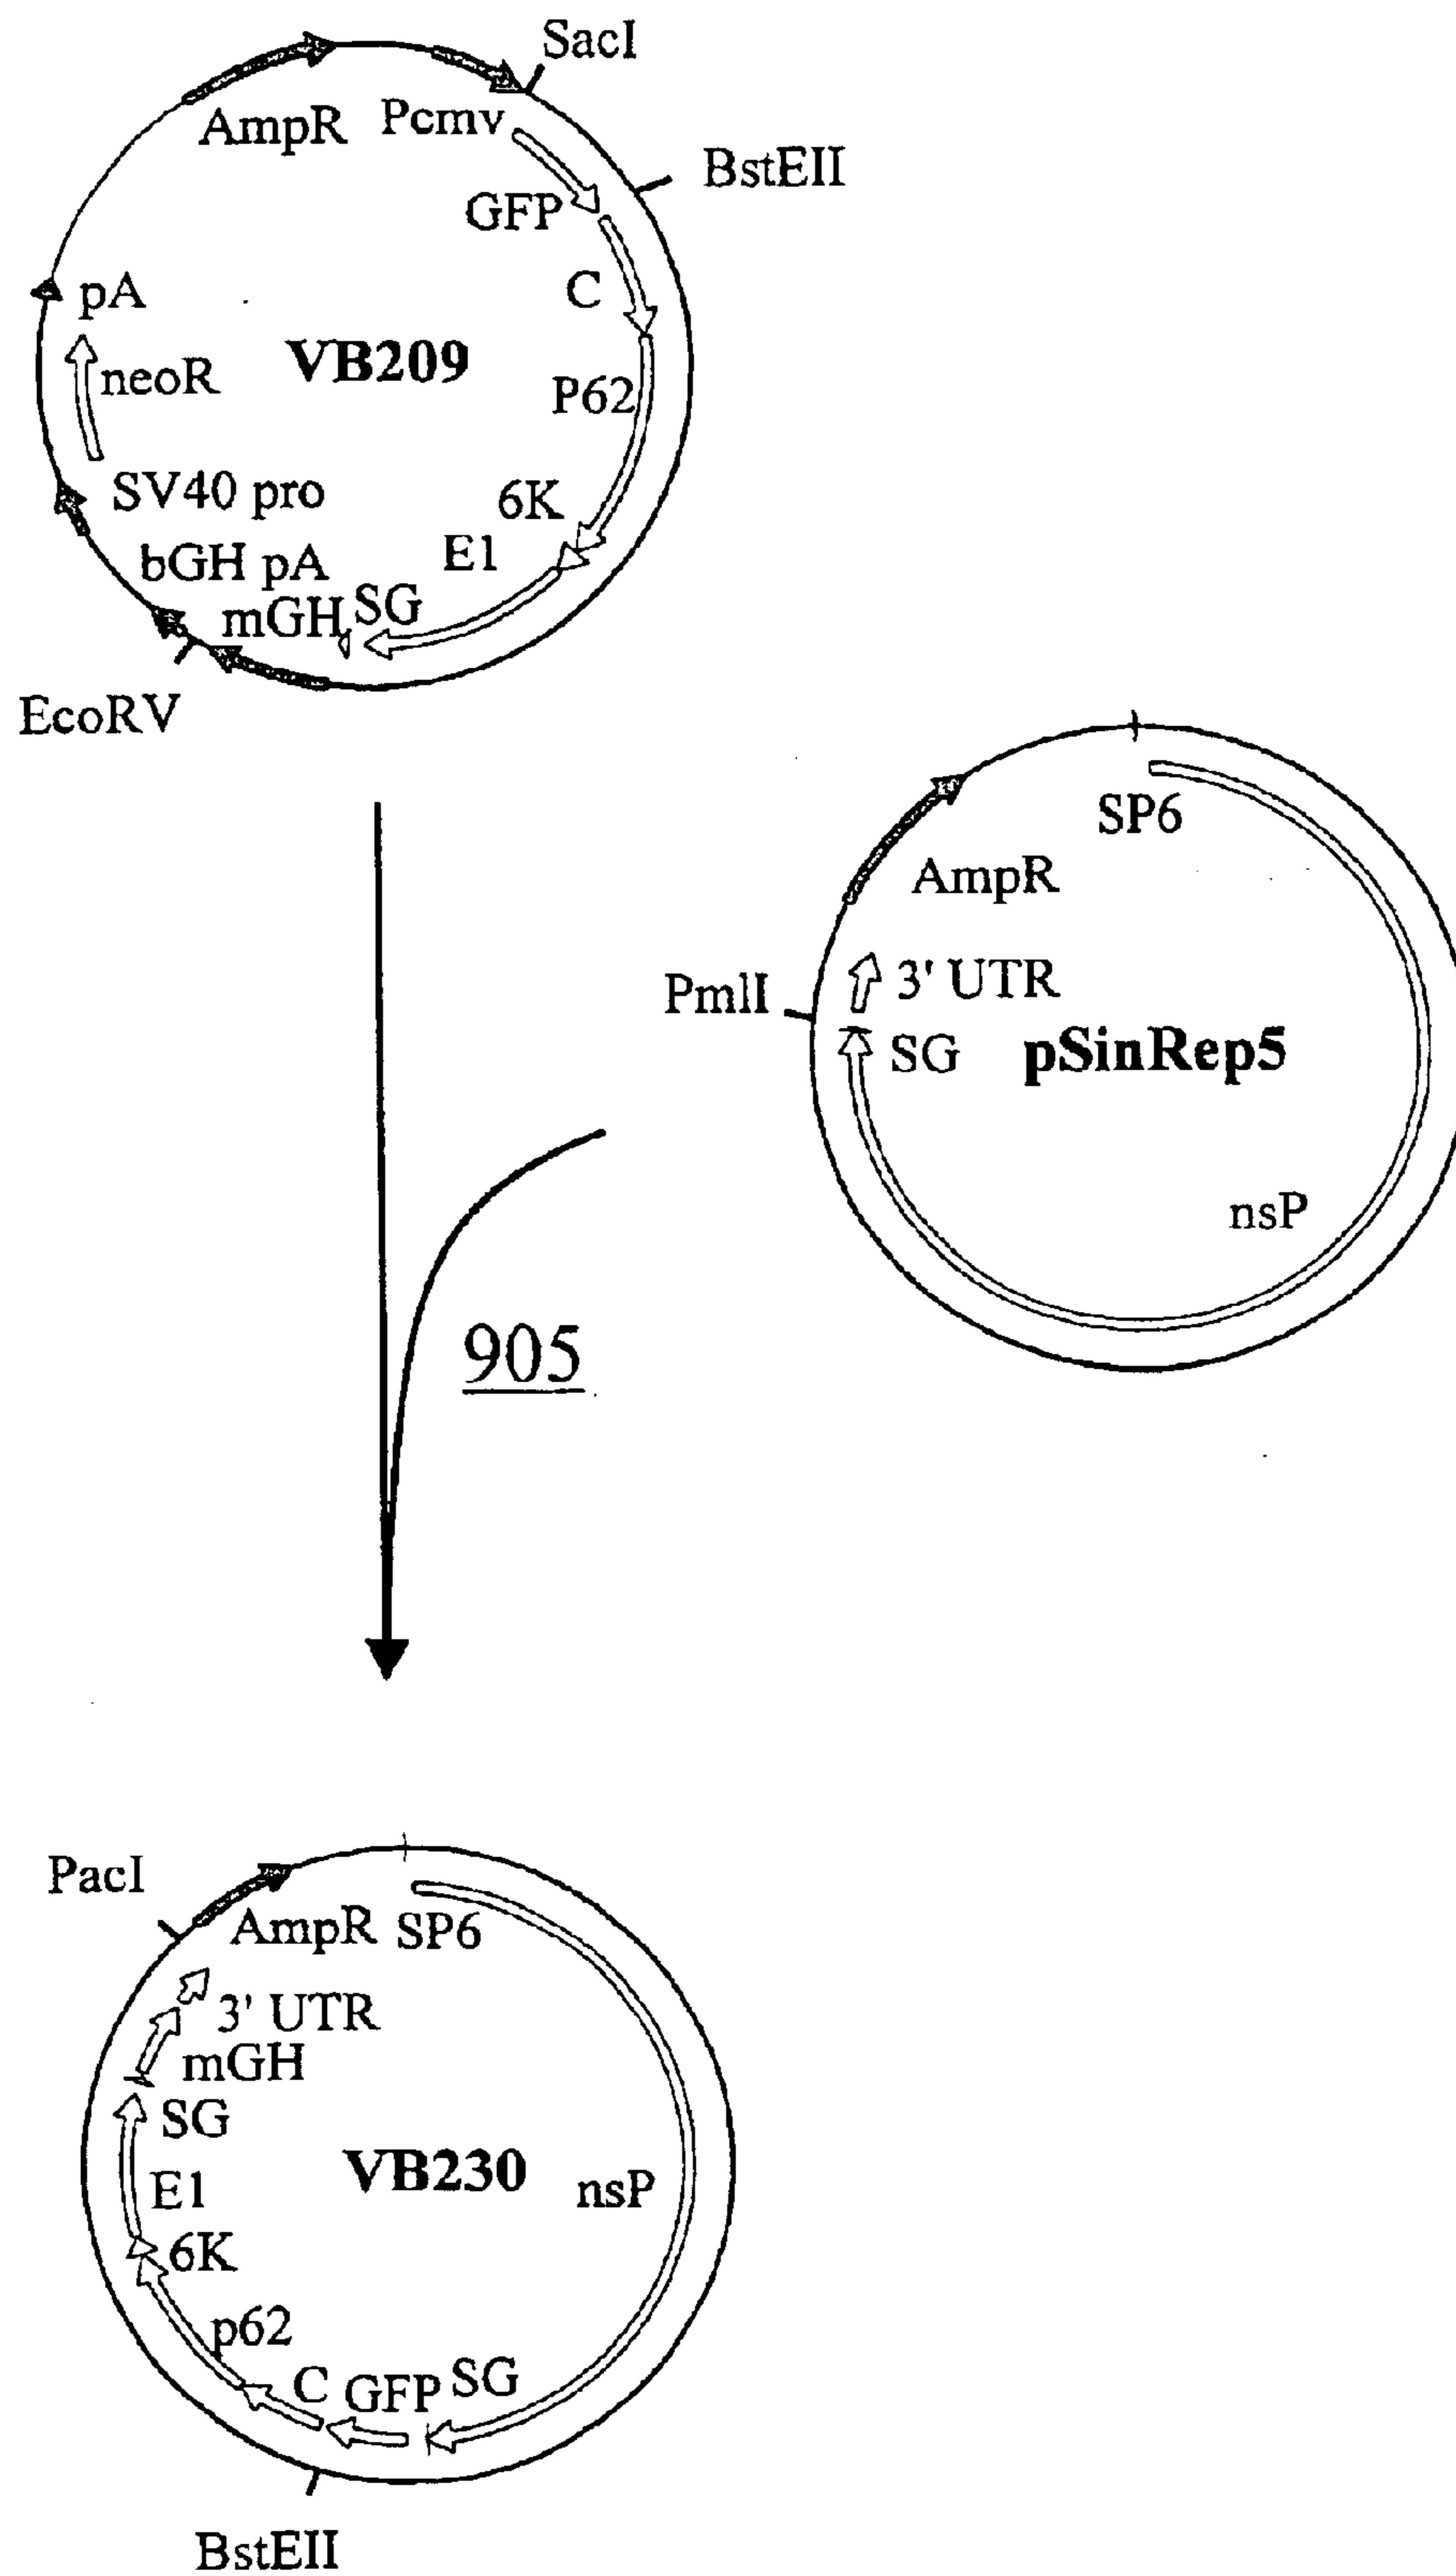 SacI
AmpR
Pcmv
BstEII
GFP
C
pA
neoR
VB209
P62
SV40 pro
6K
E1
bGH pA
mGH
SG
EcoRV
SP6
AmpR
PmlI
3' UTR
SG
pSinRep5
nsP
905
PacI
AmpR
SP6
3' UTR
mGH
SG
VB230
nsP
E1
6K
p62
C
GFP
SG
BstEII